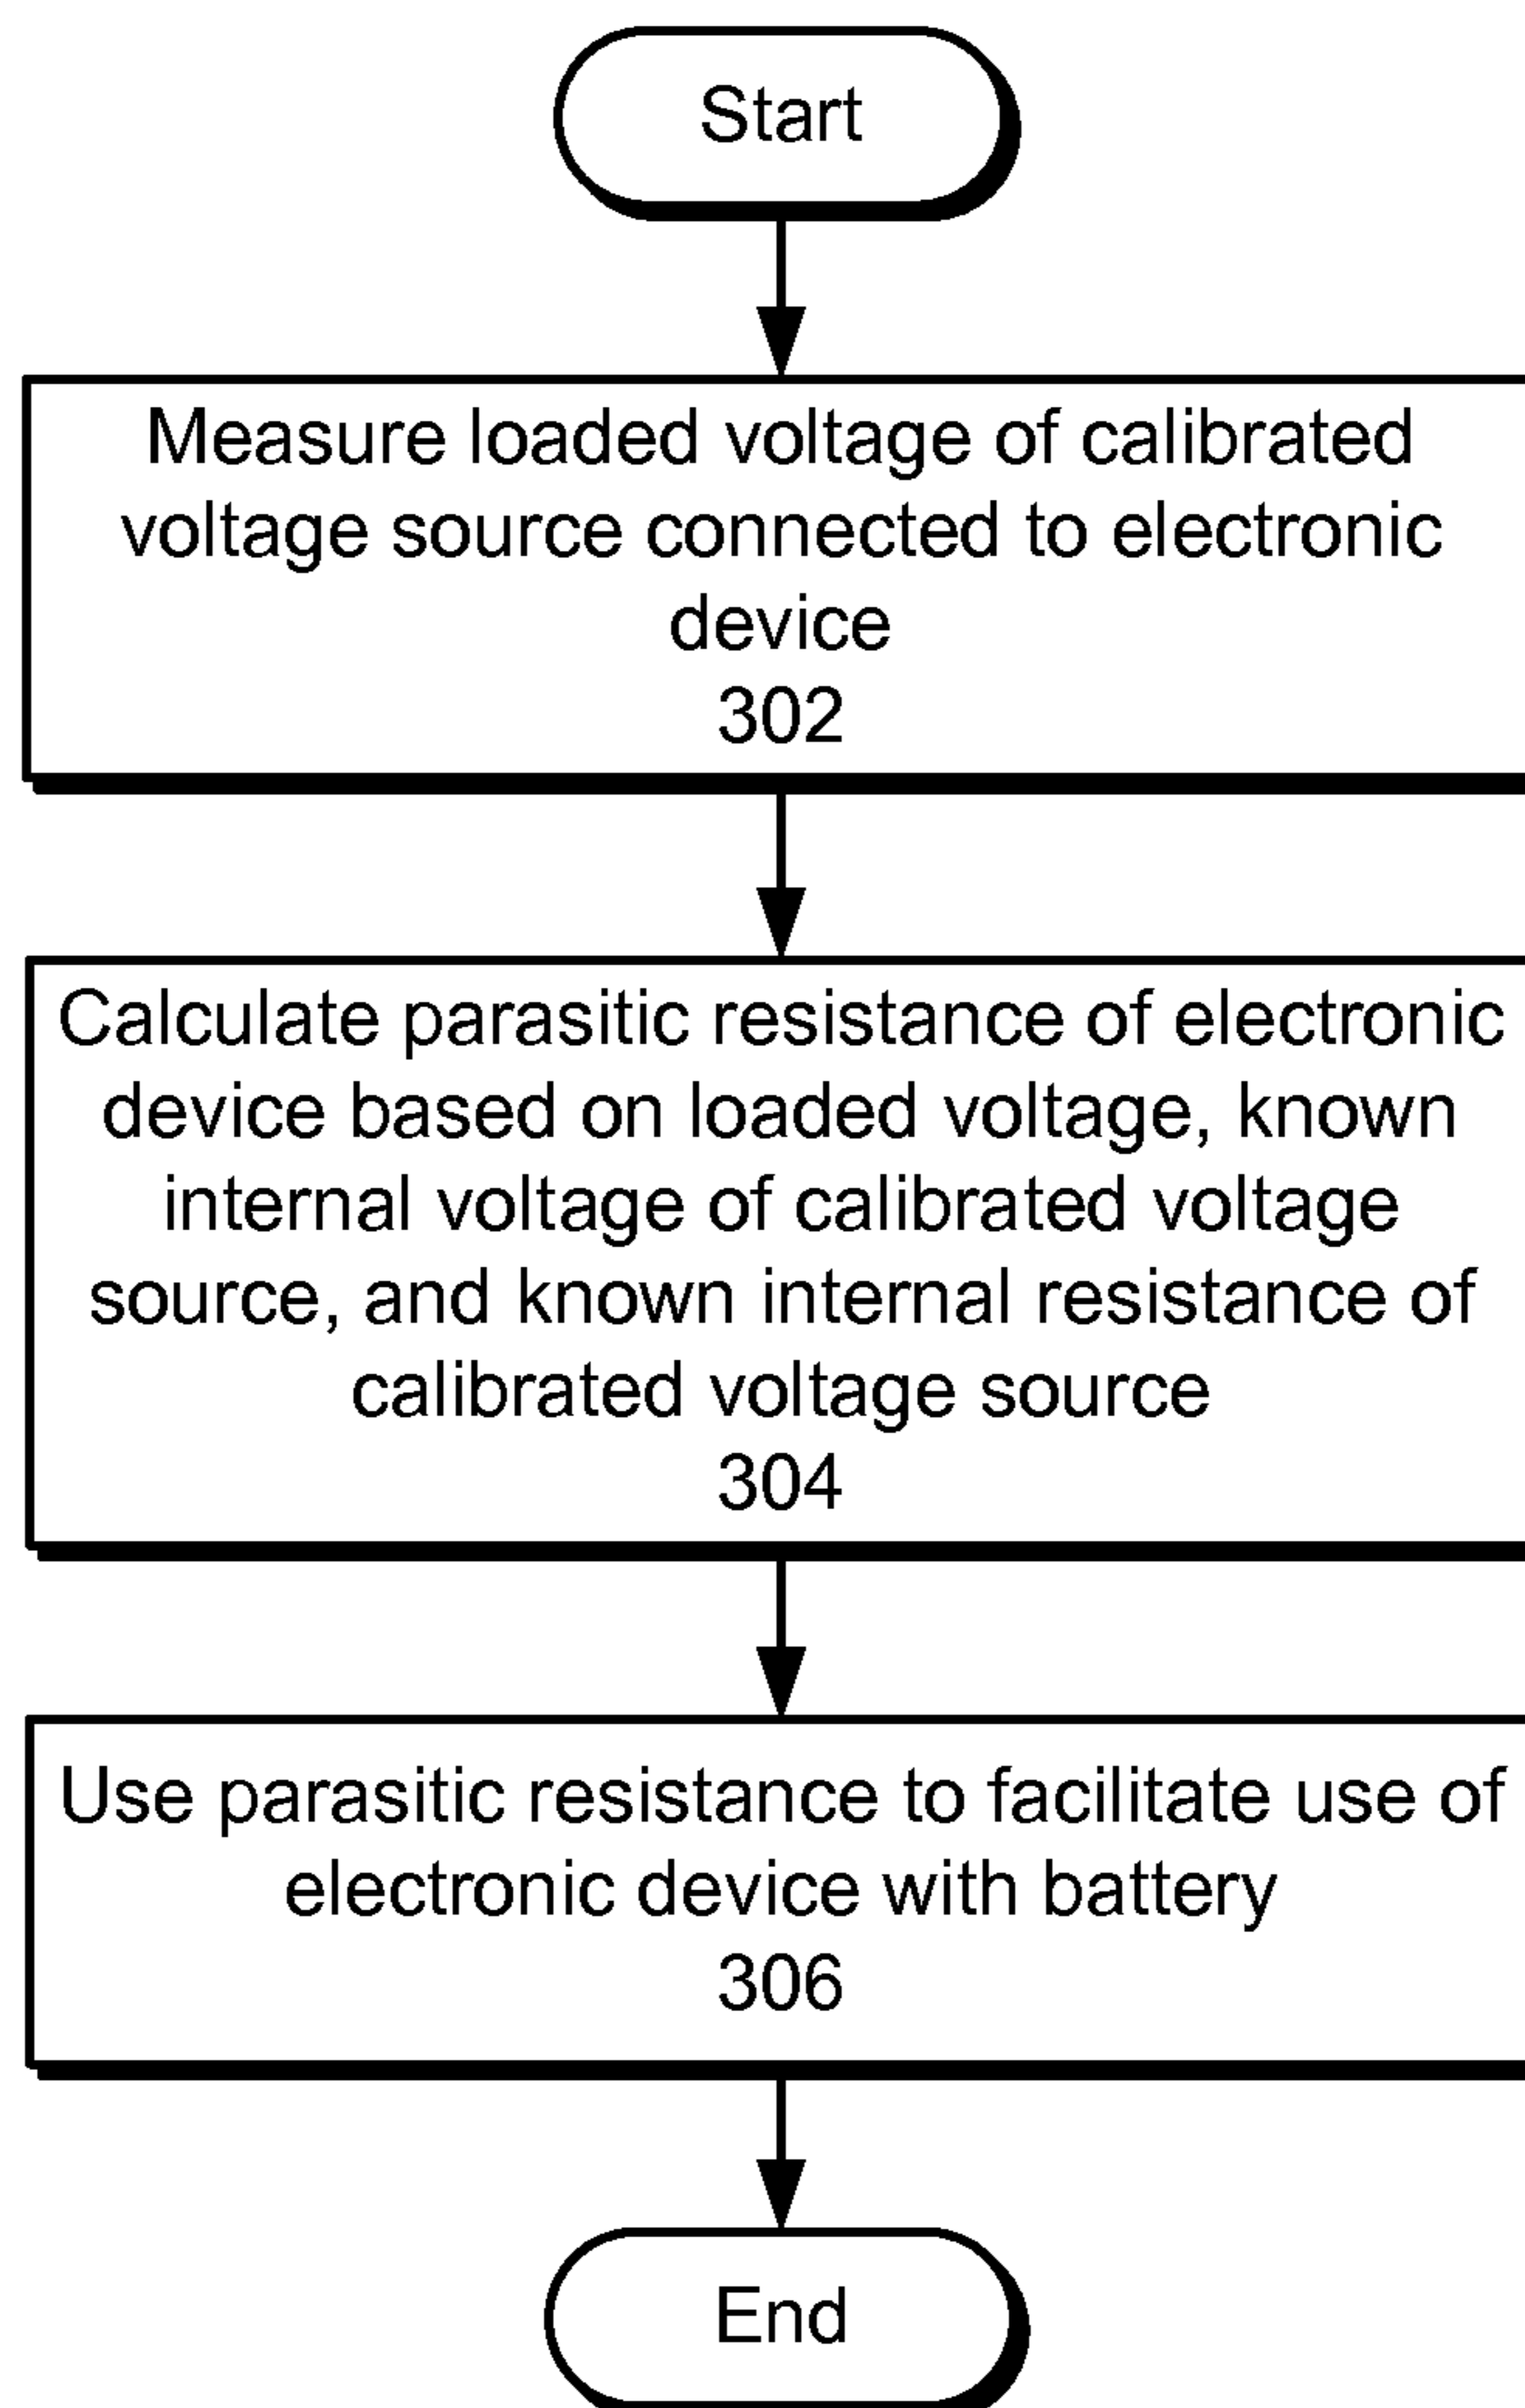 Start
Measure loaded voltage of calibrated
voltage source connected to electronic
device
302
Calculate parasitic resistance of electronic
device based on loaded voltage, known
internal voltage of calibrated voltage
source, and known internal resistance of
calibrated voltage source
304
Use parasitic resistance to facilitate use of
electronic device with battery
306
End